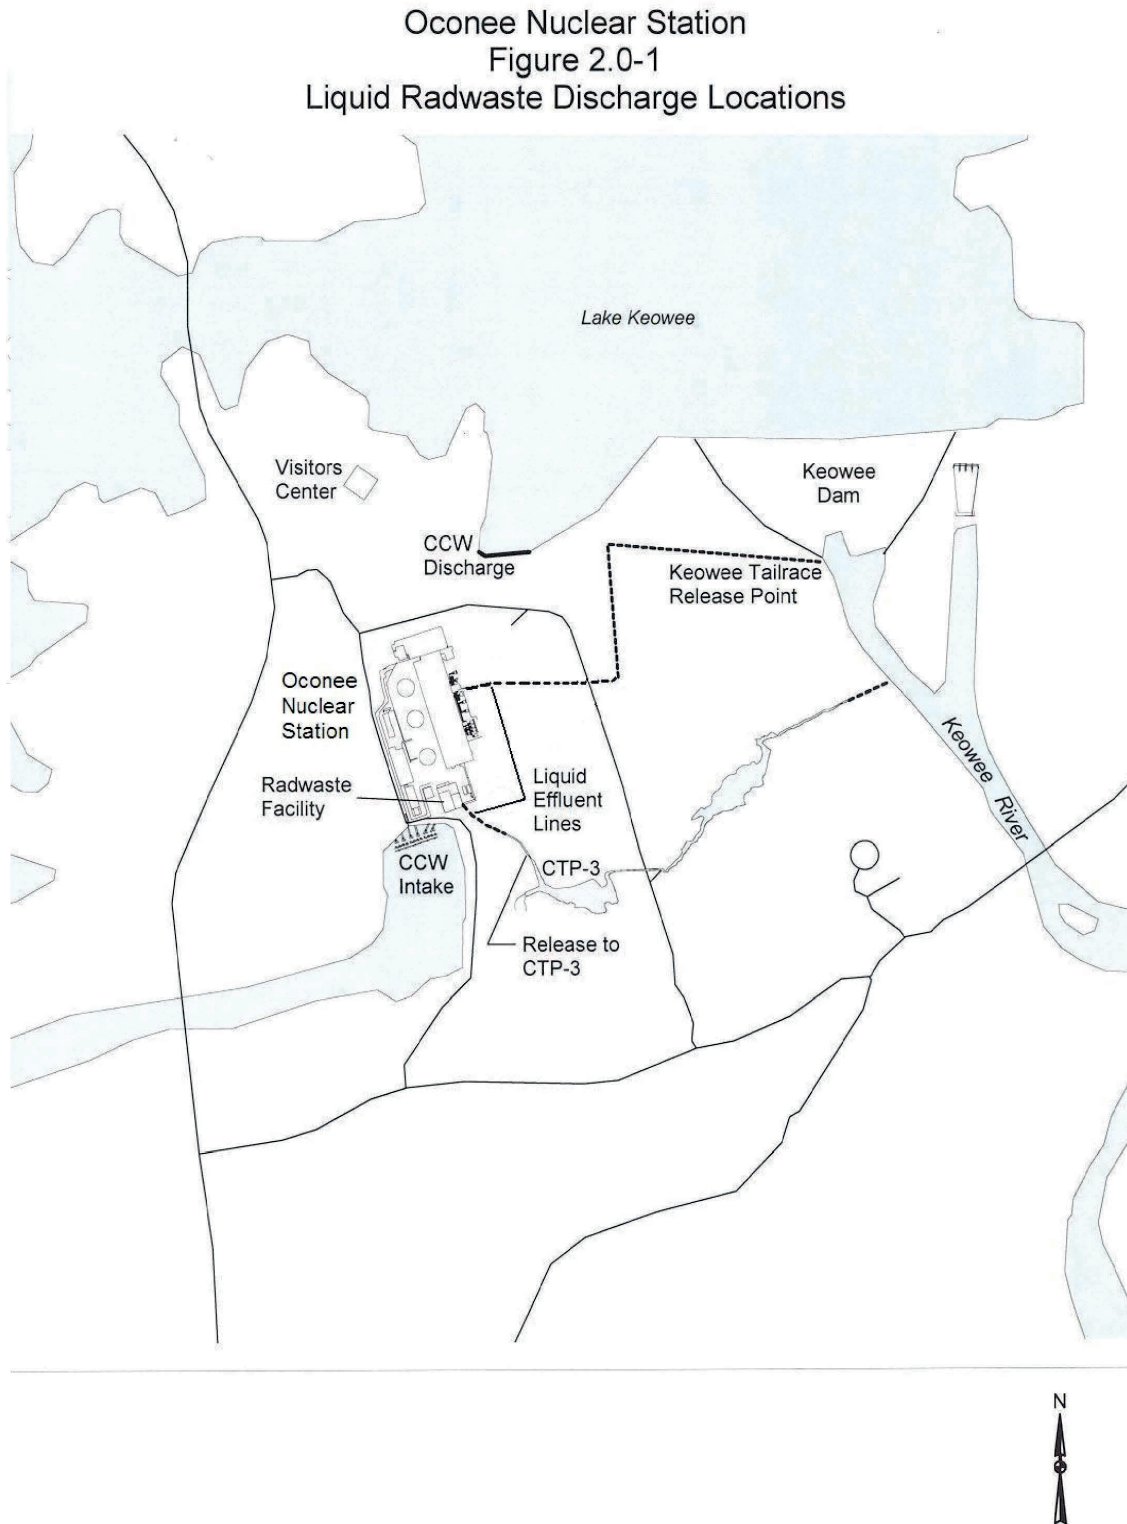 Oconee Nuclear Station
Figure 2.0-1
Liquid Radwaste Discharge Locations
Lake Keowee
Visitors
Center
Keowee
Dam
CCW
Discharge
Keowee Tailrace
Release Point
Oconee
Nuclear
Station
Keowee River
Radwaste
Facility
Liquid
Effluent
Lines
CCW
Intake
CTP-3
Release to
CTP-3
N